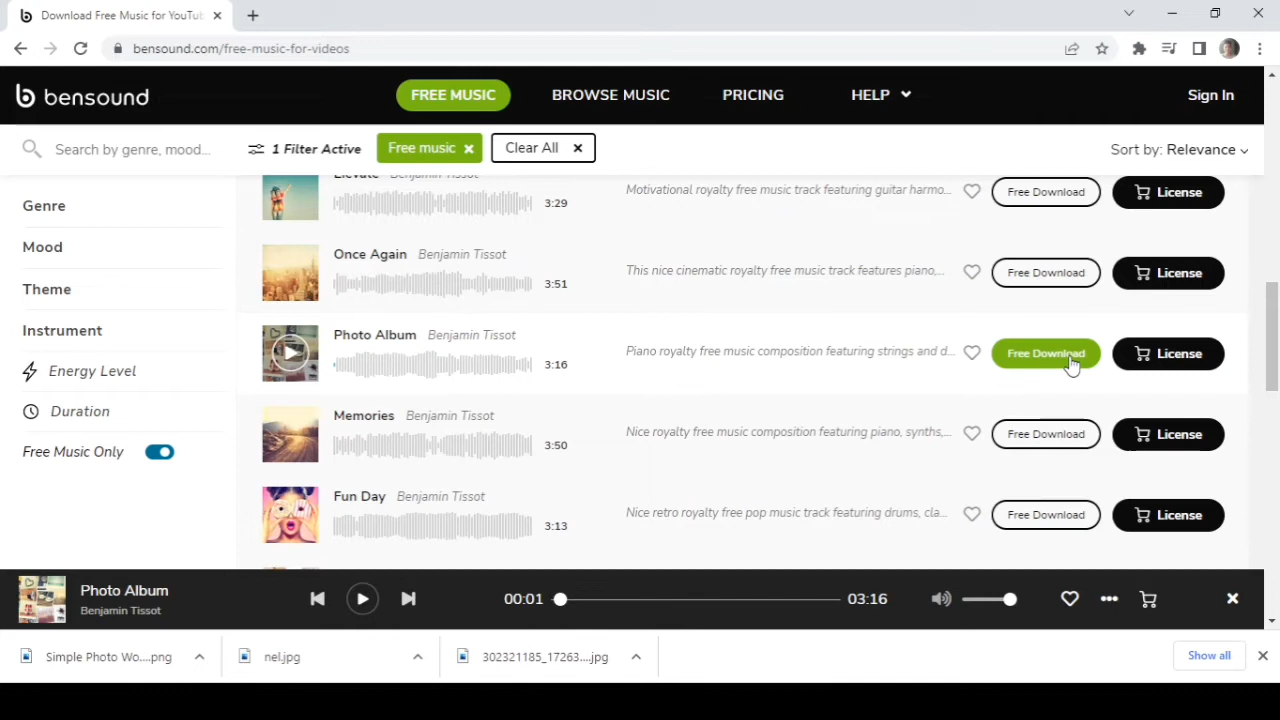 Download Free Music for YouTu
bensound.com/free-music-for-videos
bensound
FREE MUSIC
BROWSE MUSIC
PRICING
HELP
Sign In
Search by genre, mood...
1 Filter Active
Free music ×
Clear All ×
Sort by: Relevance
Genre
Mood
Theme
Instrument
Energy Level
Duration
Free Music Only
Elevate Benjamin Tissot
3:29
Motivational royalty free music track featuring guitar harmo...
Free Download
License
Once Again Benjamin Tissot
3:51
This nice cinematic royalty free music track features piano,...
Free Download
License
Photo Album Benjamin Tissot
3:16
Piano royalty free music composition featuring strings and d...
Free Download
License
Memories Benjamin Tissot
3:50
Nice royalty free music composition featuring piano, synths,...
Free Download
License
Fun Day Benjamin Tissot
3:13
Nice retro royalty free pop music track featuring drums, cla...
Free Download
License
Photo Album
Benjamin Tissot
00:01
03:16
Simple Photo Wo....png
nel.jpg
302321185_17263....jpg
Show all